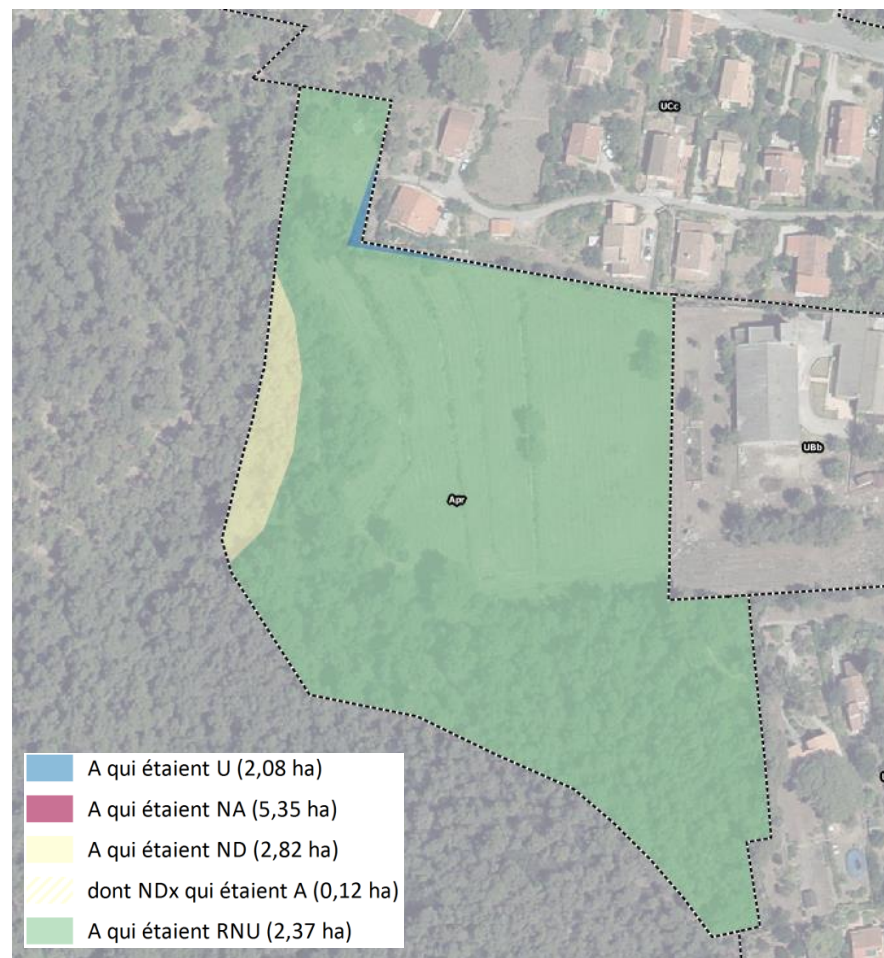 UCc
UBb
Apr
A qui étaient U (2,08 ha)
A qui étaient NA (5,35 ha)
A qui étaient ND (2,82 ha)
dont NDx qui étaient A (0,12 ha)
A qui étaient RNU (2,37 ha)